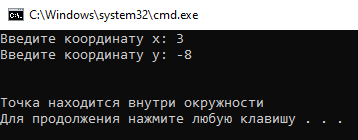 C:\Windows\system32\cmd.exe
Введите координату x: 3
Введите координату y: -8
Точка находится внутри окружности
Для продолжения нажмите любую клавишу . . .